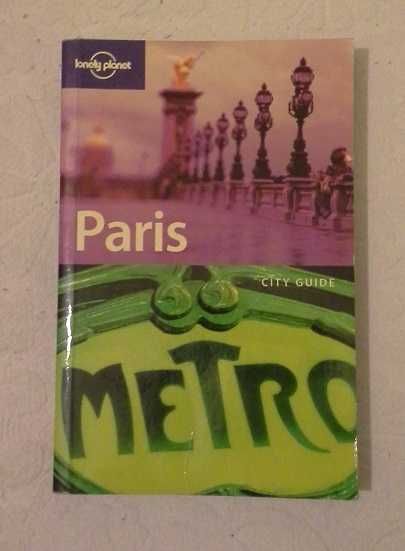 lonely planet
Paris
CITY GUIDE
METRO